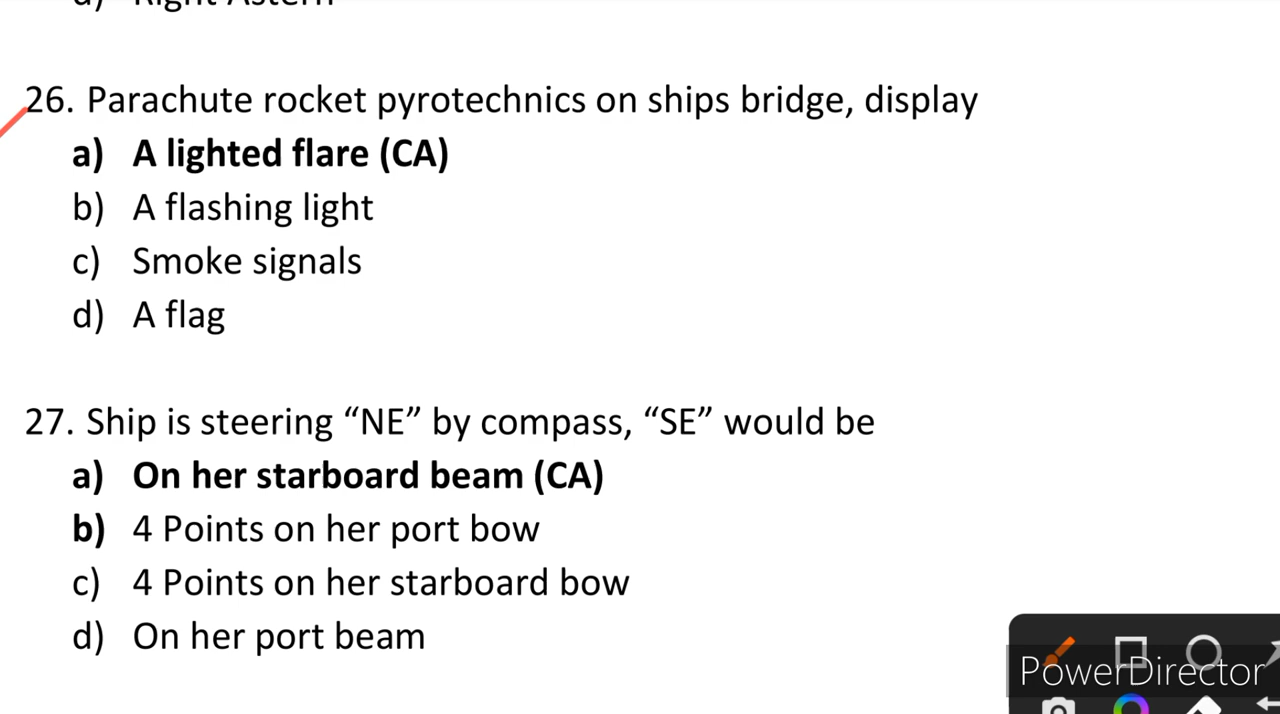 d) Right Astern
26. Parachute rocket pyrotechnics on ships bridge, display
a) A lighted flare (CA)
b) A flashing light
c) Smoke signals
d) A flag
27. Ship is steering “NE” by compass, “SE” would be
a) On her starboard beam (CA)
b) 4 Points on her port bow
c) 4 Points on her starboard bow
d) On her port beam
PowerDirector